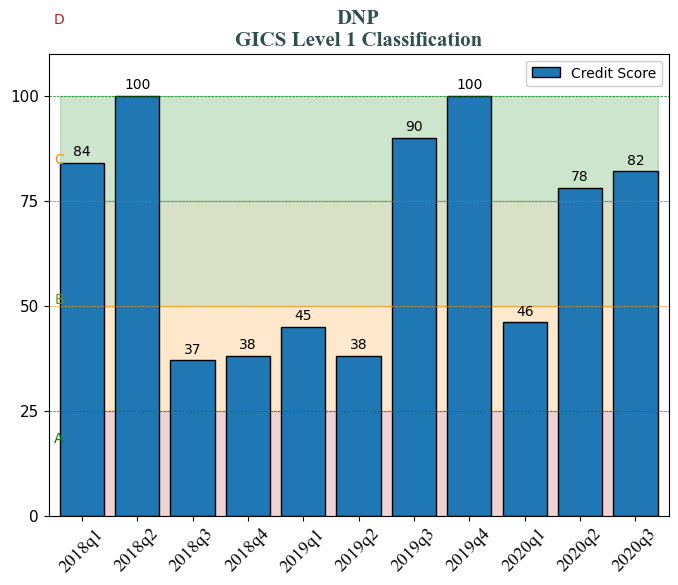 D
DNP
GICS Level 1 Classification
Credit Score
100
100
100
90
84
C
82
78
75
50
B
46
45
38
38
37
25
A
0
2018q1
2018q2
2018q3
2018q4
2019q1
2019q2
2019q3
2019q4
2020q1
2020q2
2020q3